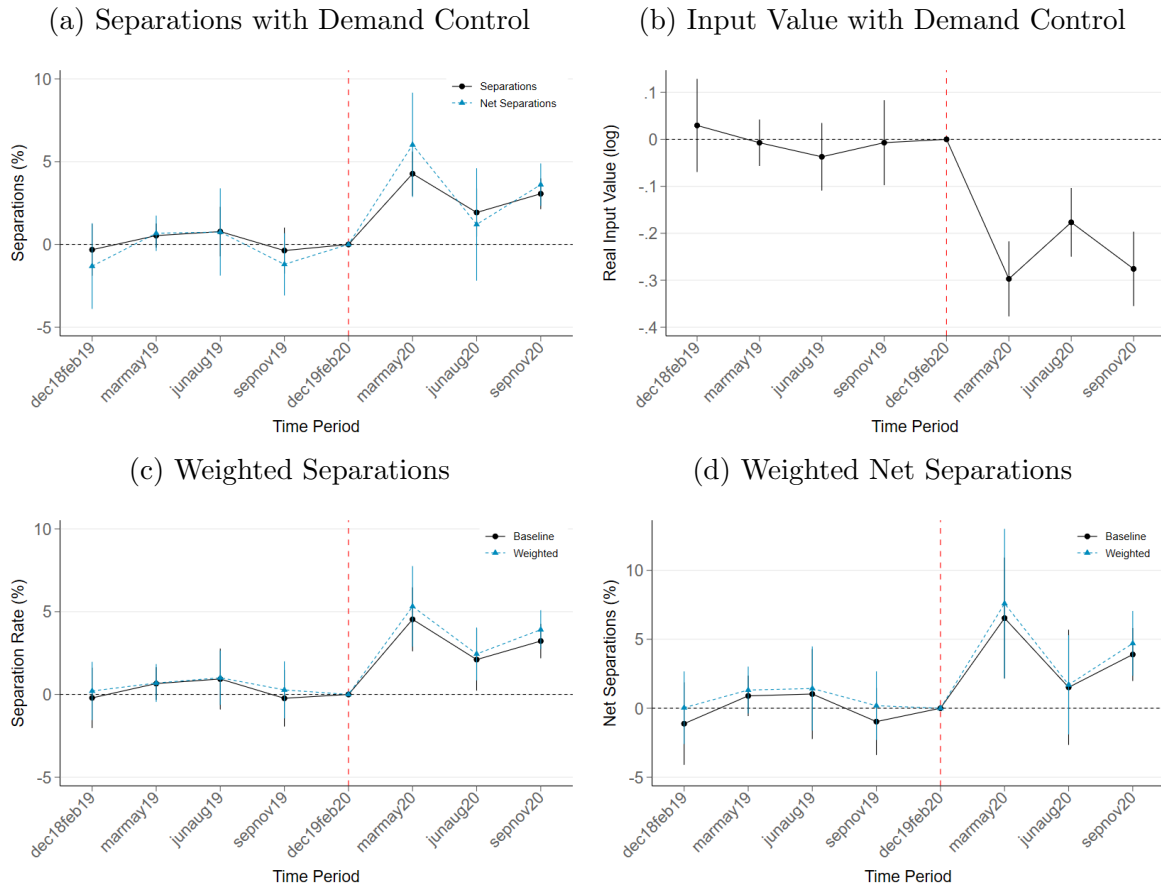 (a) Separations with Demand Control
Separations (%)
10
5
0
-5
Separations
Net Separations
dec18feb19
marmay19
junaug19
sepnov19
dec19feb20
marmay20
junaug20
sepnov20
Time Period
(b) Input Value with Demand Control
Real Input Value (log)
.1
0
-.1
-.2
-.3
-.4
dec18feb19
marmay19
junaug19
sepnov19
dec19feb20
marmay20
junaug20
sepnov20
Time Period
(c) Weighted Separations
Separation Rate (%)
10
5
0
-5
Baseline
Weighted
dec18feb19
marmay19
junaug19
sepnov19
dec19feb20
marmay20
junaug20
sepnov20
Time Period
(d) Weighted Net Separations
Net Separations (%)
10
5
0
-5
Baseline
Weighted
dec18feb19
marmay19
junaug19
sepnov19
dec19feb20
marmay20
junaug20
sepnov20
Time Period